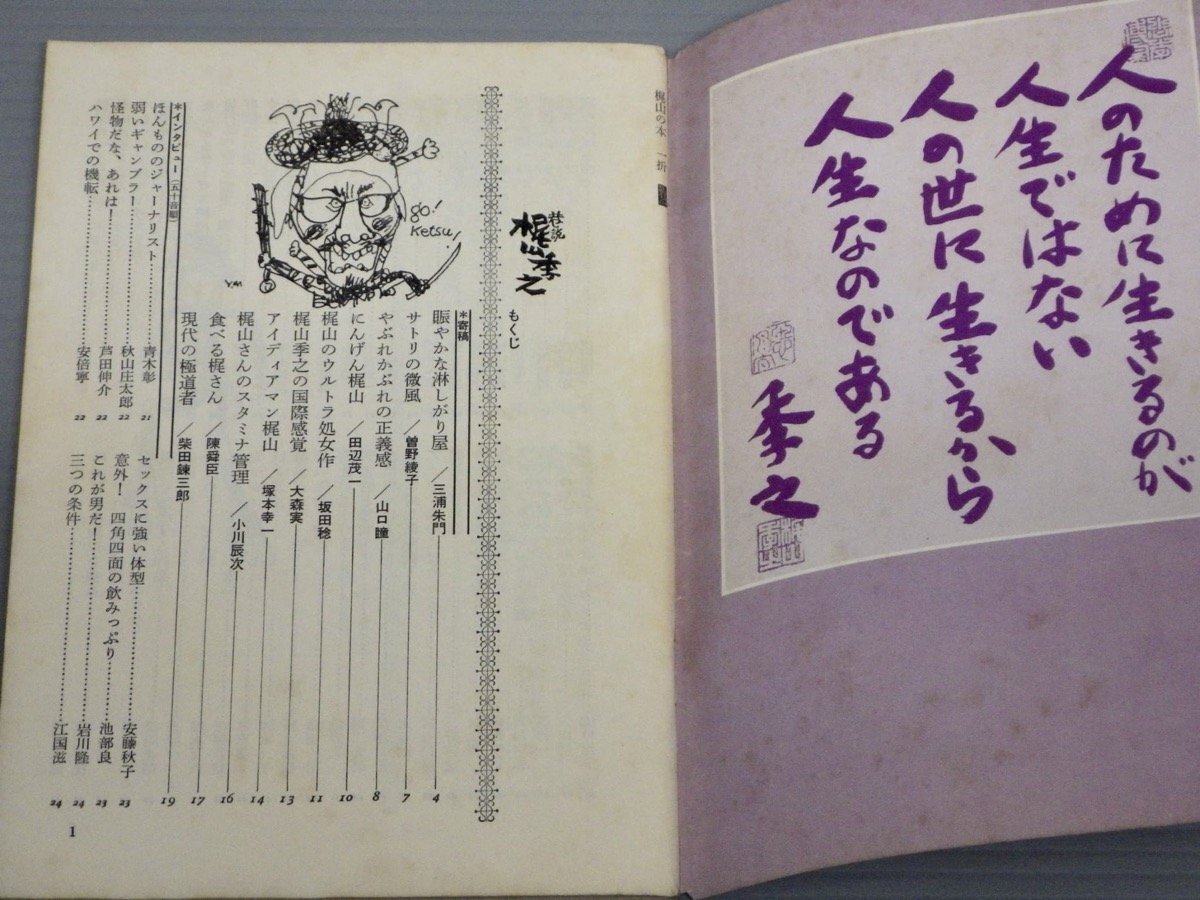 人のために生きるのが
人生ではない
人の世に生きるから
人生なのである
季之
梶山の本 一折
梶山季之
もくじ
*寄稿
賑やかな淋しがり屋/三浦朱門 4
サトリの微風/曽野綾子 7
やぶれかぶれの正義感/山口瞳 8
にんげん梶山/田辺茂一 10
梶山のウルトラ処女作/坂田稔 11
梶山季之の国際感覚/大森実 13
アイディアマン梶山/塚本幸一 14
梶山さんのスタミナ管理/小川辰次 16
食べる梶さん/陳舜臣 17
現代の極道者/柴田錬三郎 19
*インタビュー(五十音順)
ほんもののジャーナリスト 青木彰 21
弱いギャンブラー 秋山庄太郎 22
怪物だな、あれは! 芦田伸介 22
ハワイでの機転 安倍寧 22
セックスに強い体型 安藤秋子 23
意外! 四角四面の飲みっぷり 池部良 23
これが男だ! 岩川隆 24
三つの条件 江国滋 24
go!
Ketsu!
Y.M
1